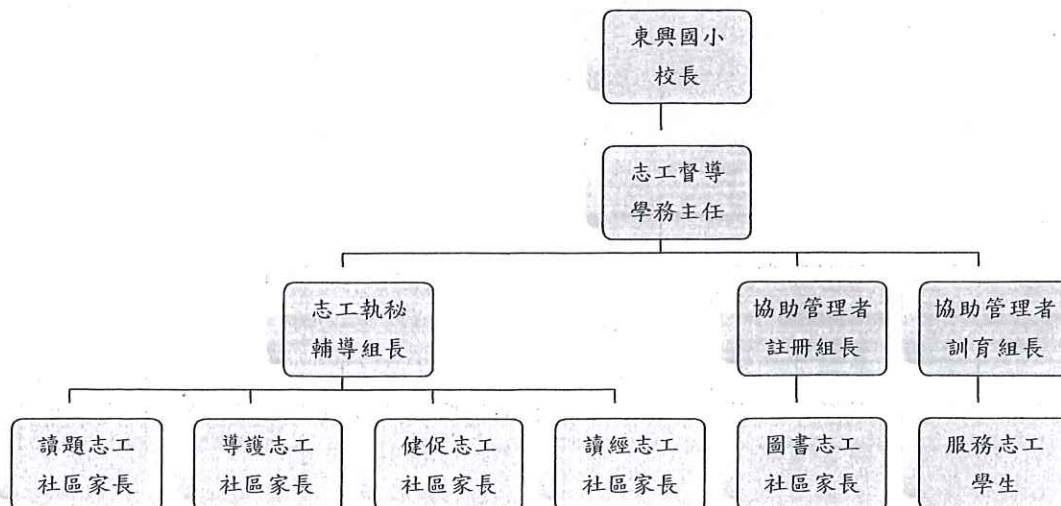 東興國小
校長
志工督導
學務主任
志工執秘
輔導組長
協助管理者
註冊組長
協助管理者
訓育組長
讀題志工
社區家長
導護志工
社區家長
健促志工
社區家長
讀經志工
社區家長
圖書志工
社區家長
服務志工
學生